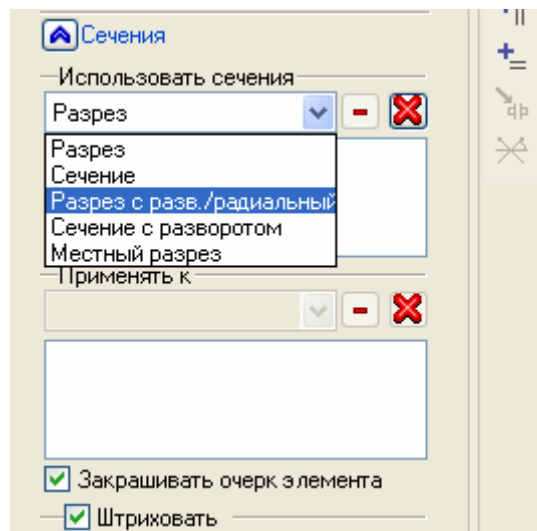 Сечения
Использовать сечения
Разрез
Разрез
Сечение
Разрез с разв./радиальный
Сечение с разворотом
Местный разрез
Применять к
Закрашивать очерк элемента
Штриховать